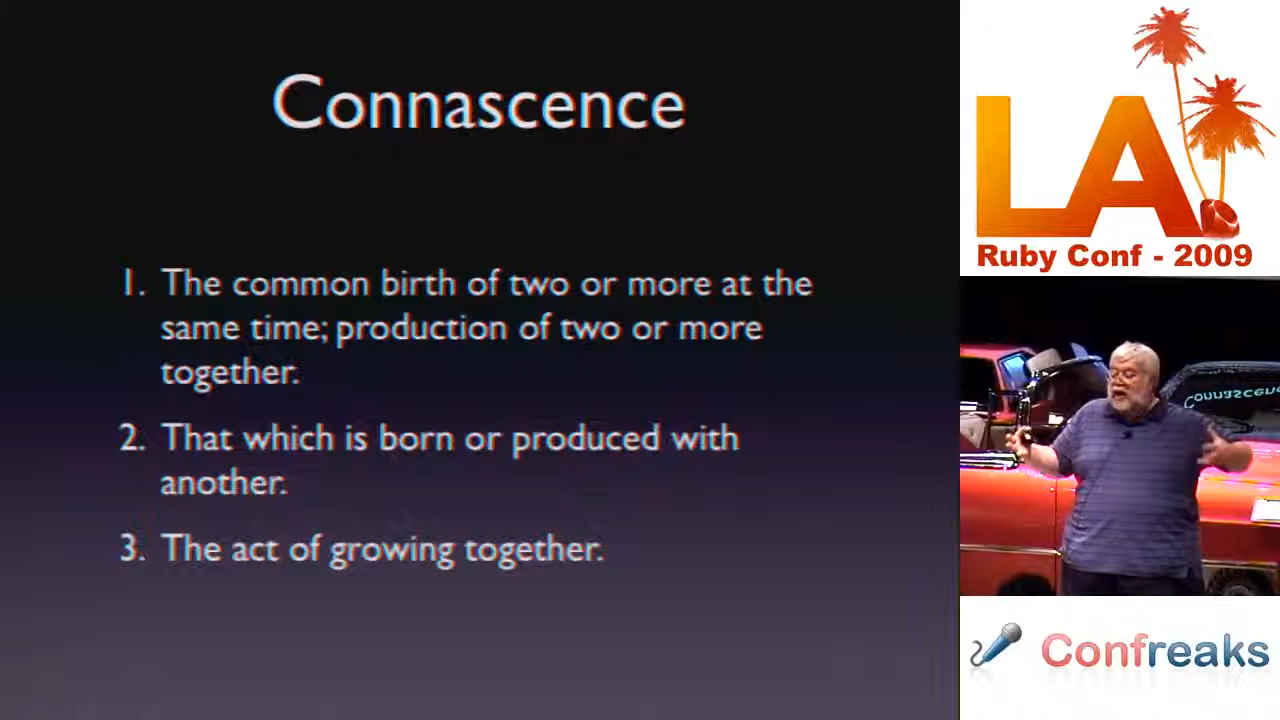 Connascence
1. The common birth of two or more at the
same time; production of two or more
together.
2. That which is born or produced with
another.
3. The act of growing together.
LA
Ruby Conf - 2009
Connascence
Confreaks